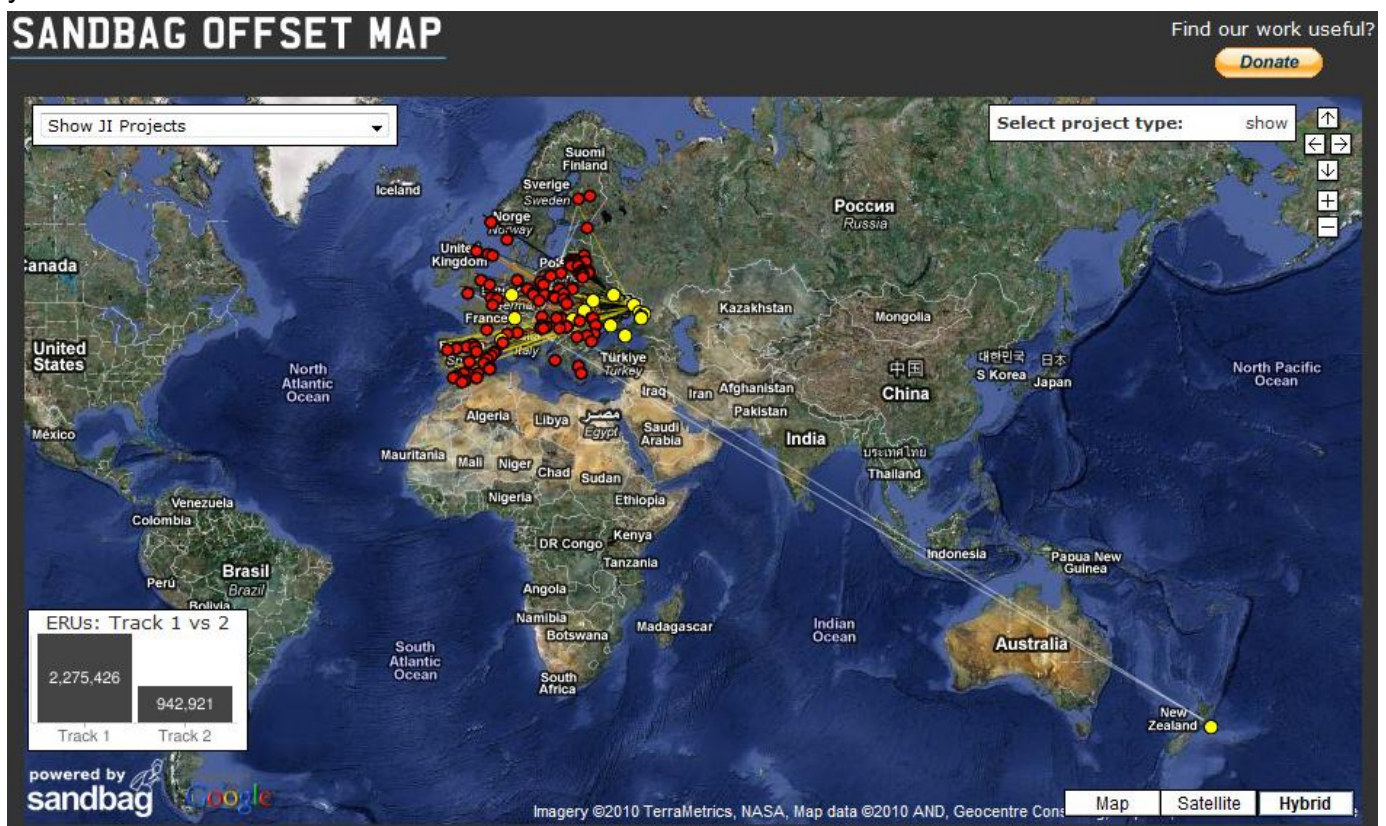 SANDBAG OFFSET MAP
Find our work useful?
Donate
Show JI Projects
Select project type: show
Suomi
Finland
Iceland
Sverige
Sweden
Norge
Norway
Россия
Russia
United
Kingdom
anada
France
Kazakhstan
Mongolia
United
States
Italy
Türkiye
Turkey
中国
China
대한민국
S Korea
日本
Japan
North
Atlantic
Ocean
North Pacific
Ocean
Iraq
Iran
Afghanistan
Pakistan
Algeria
Libya
مصر
Egypt
Saudi
Arabia
India
México
Mauritania
Mali
Niger
Chad
Sudan
ประเทศไทย
Thailand
Nigeria
Ethiopia
Venezuela
Colombia
DR Congo
Kenya
Tanzania
Indonesia
Papua New
Guinea
Perú
Brasil
Brazil
Bolivia
Angola
Namibia
Botswana
Madagascar
Indian
Ocean
Australia
South
Atlantic
Ocean
South
Africa
New
Zealand
ERUs: Track 1 vs 2
2,275,426
942,921
Track 1
Track 2
powered by
sandbag
Google
Imagery ©2010 TerraMetrics, NASA, Map data ©2010 AND, Geocentre
Map
Satellite
Hybrid